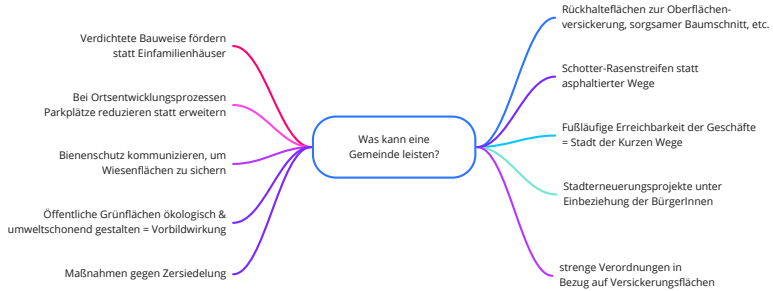 Verdichtete Bauweise fördern
statt Einfamilienhäuser
Bei Ortsentwicklungsprozessen
Parkplätze reduzieren statt erweitern
Bienenschutz kommunizieren, um
Wiesenflächen zu sichern
Öffentliche Grünflächen ökologisch &
umweltschonend gestalten = Vorbildwirkung
Maßnahmen gegen Zersiedelung
Was kann eine
Gemeinde leisten?
Rückhalteflächen zur Oberflächen-
versickerung, sorgsamer Baumschnitt, etc.
Schotter-Rasenstreifen statt
asphaltierter Wege
Fußläufige Erreichbarkeit der Geschäfte
= Stadt der Kurzen Wege
Stadterneuerungsprojekte unter
Einbeziehung der BürgerInnen
strenge Verordnungen in
Bezug auf Versickerungsflächen